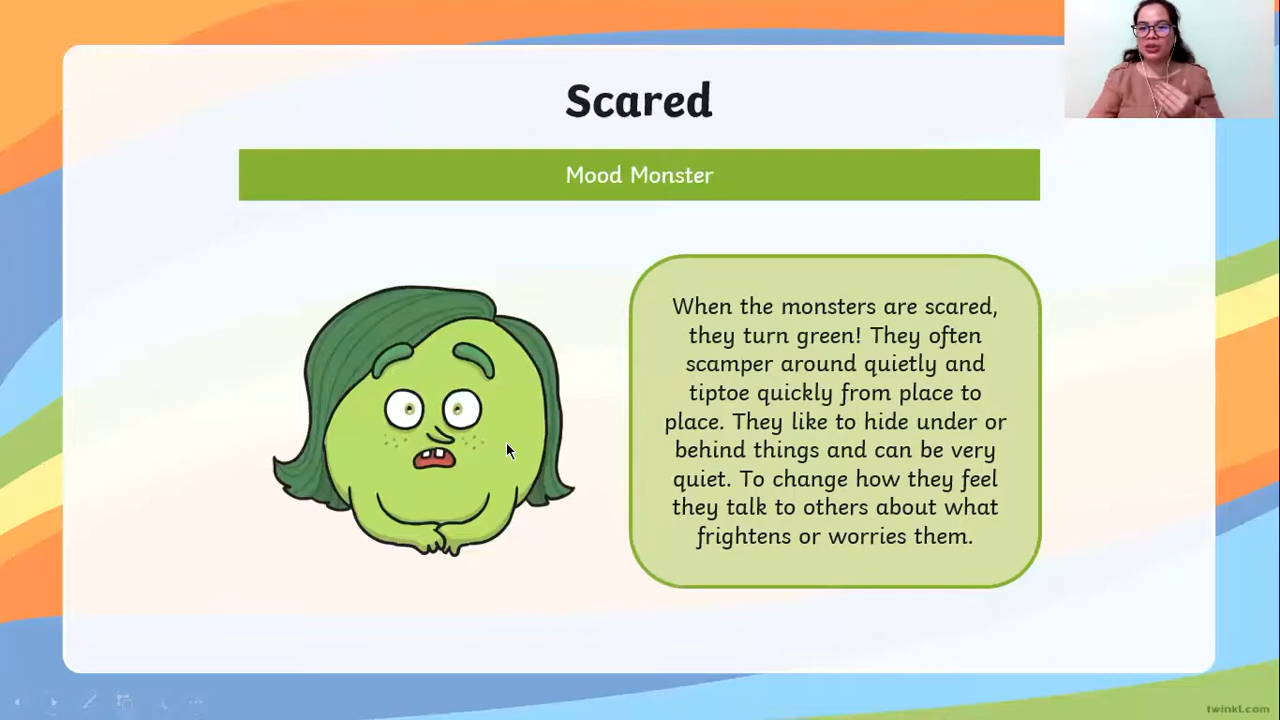 Scared
Mood Monster
When the monsters are scared,
they turn green! They often
scamper around quietly and
tiptoe quickly from place to
place. They like to hide under or
behind things and can be very
quiet. To change how they feel
they talk to others about what
frightens or worries them.
twinkl.com